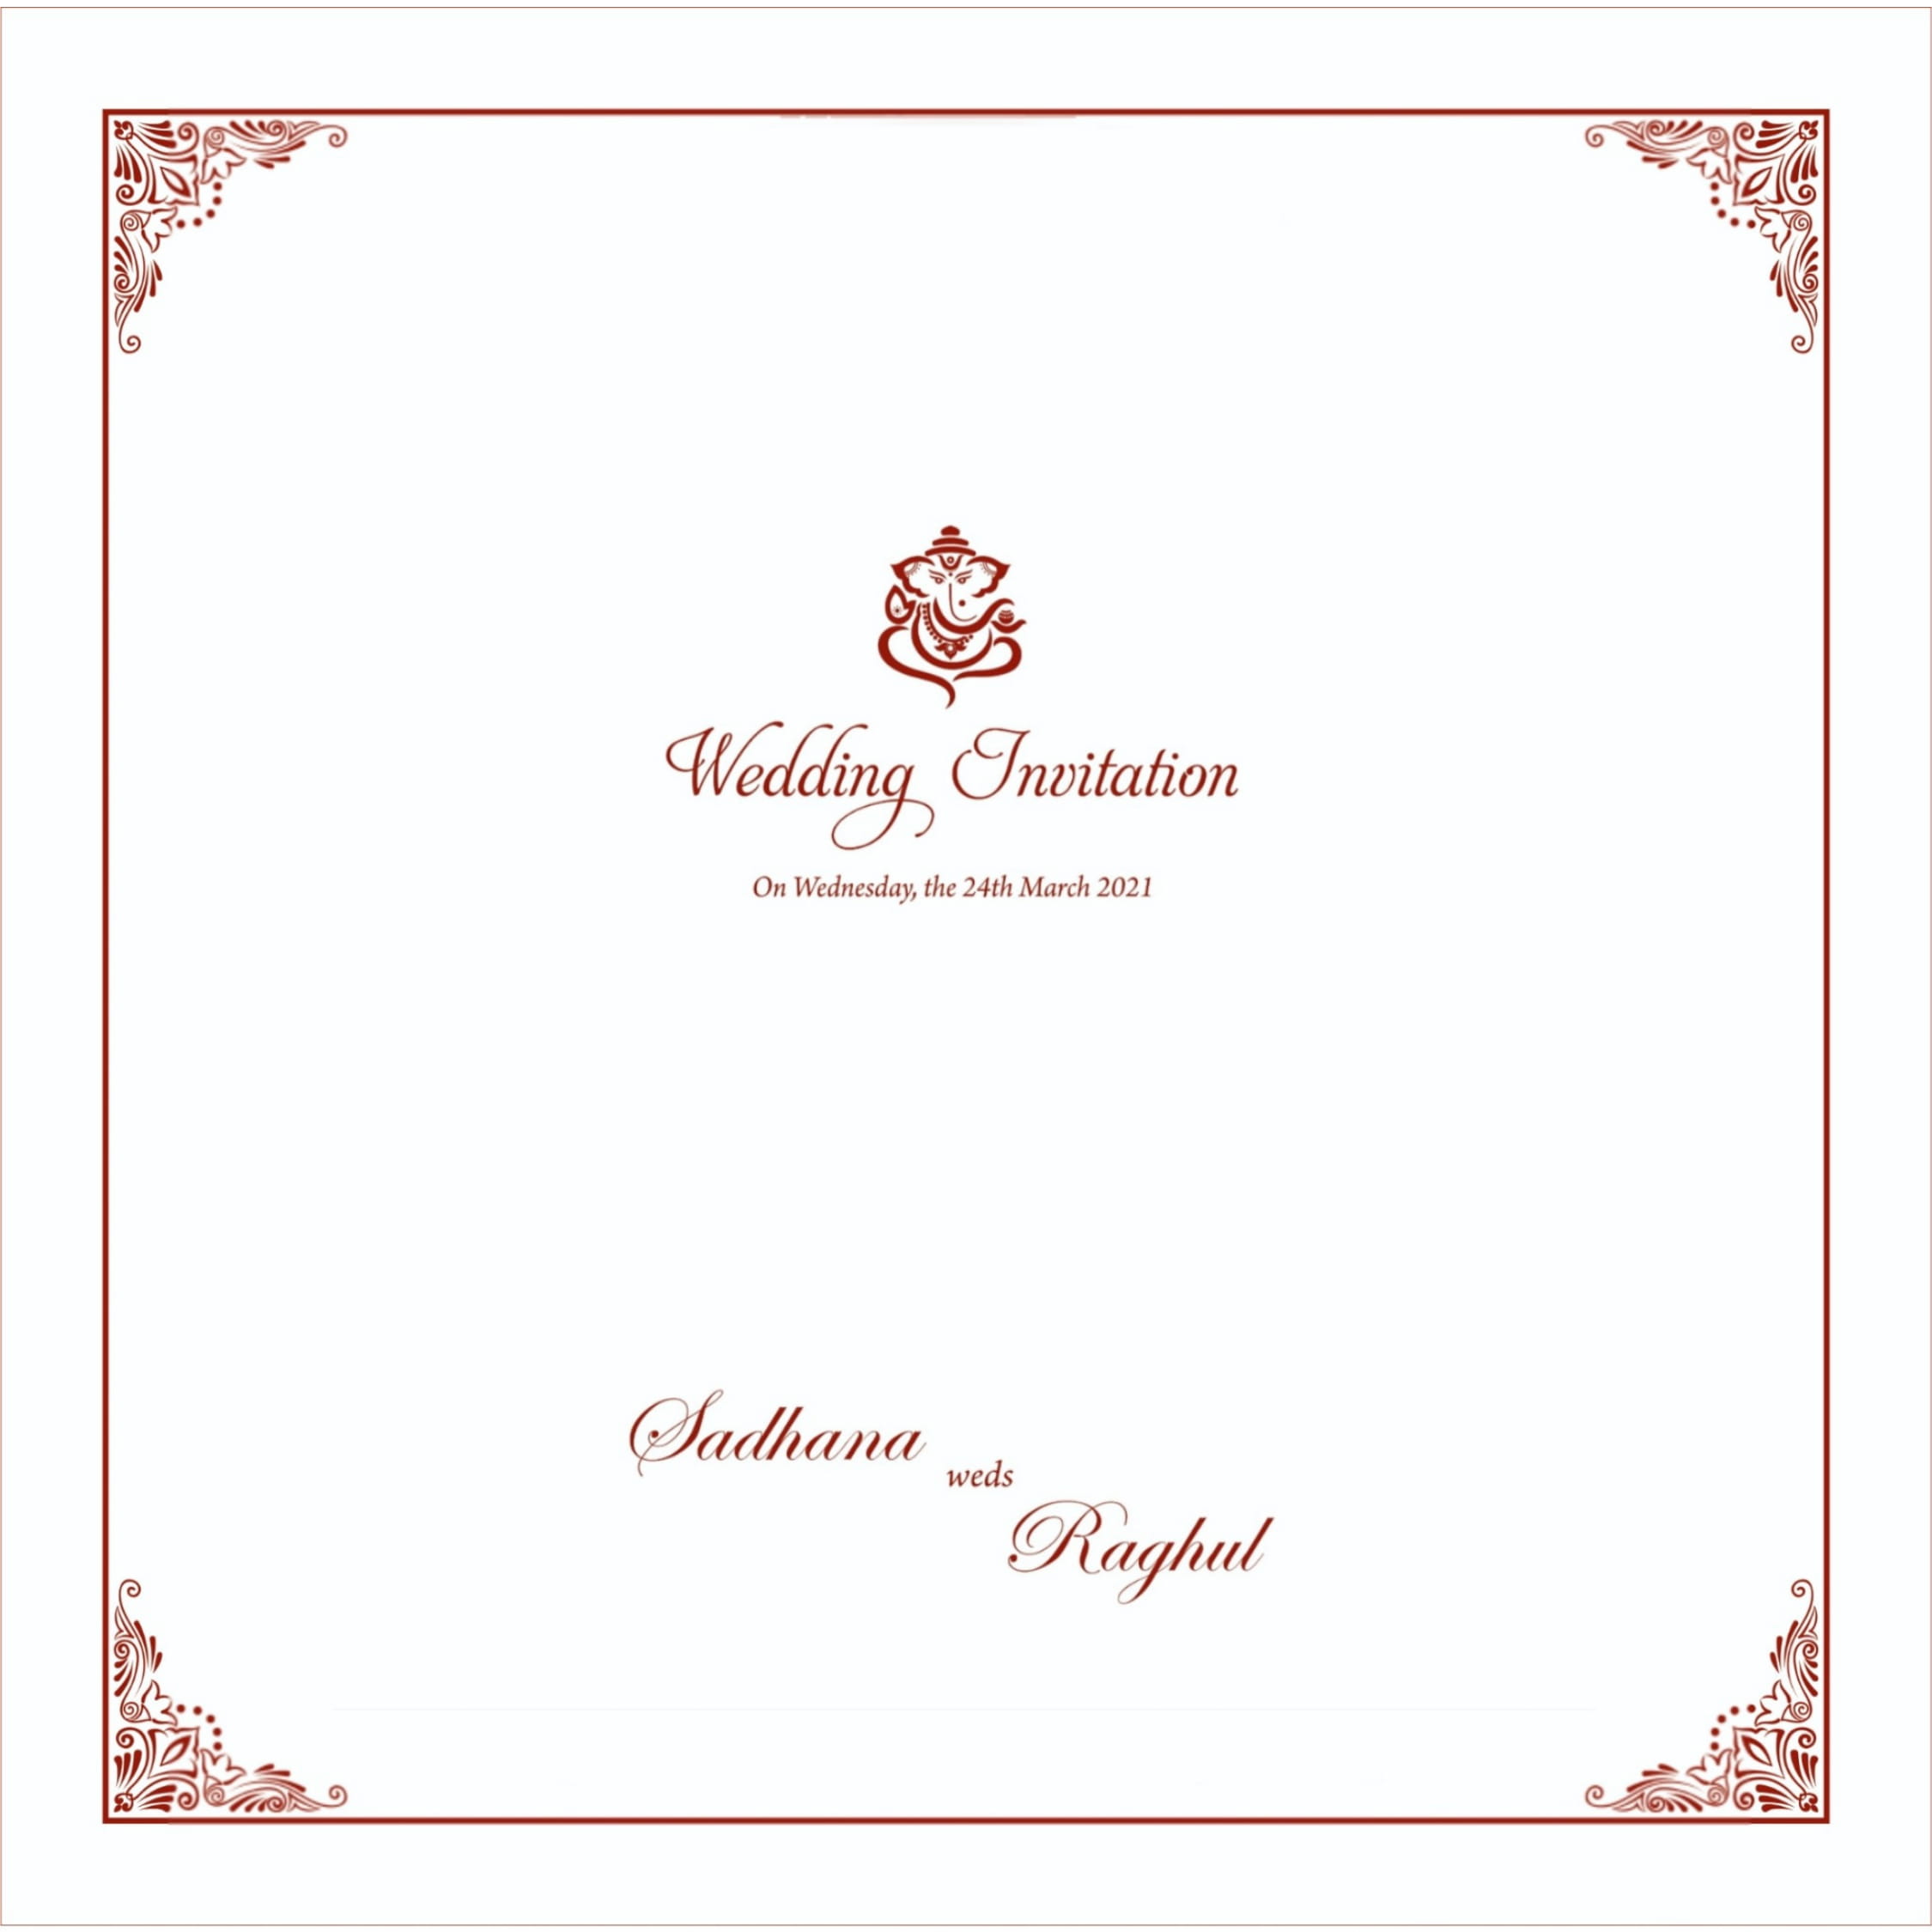 Wedding Invitation
On Wednesday, the 24th March 2021
Sadhana
weds
Raghul